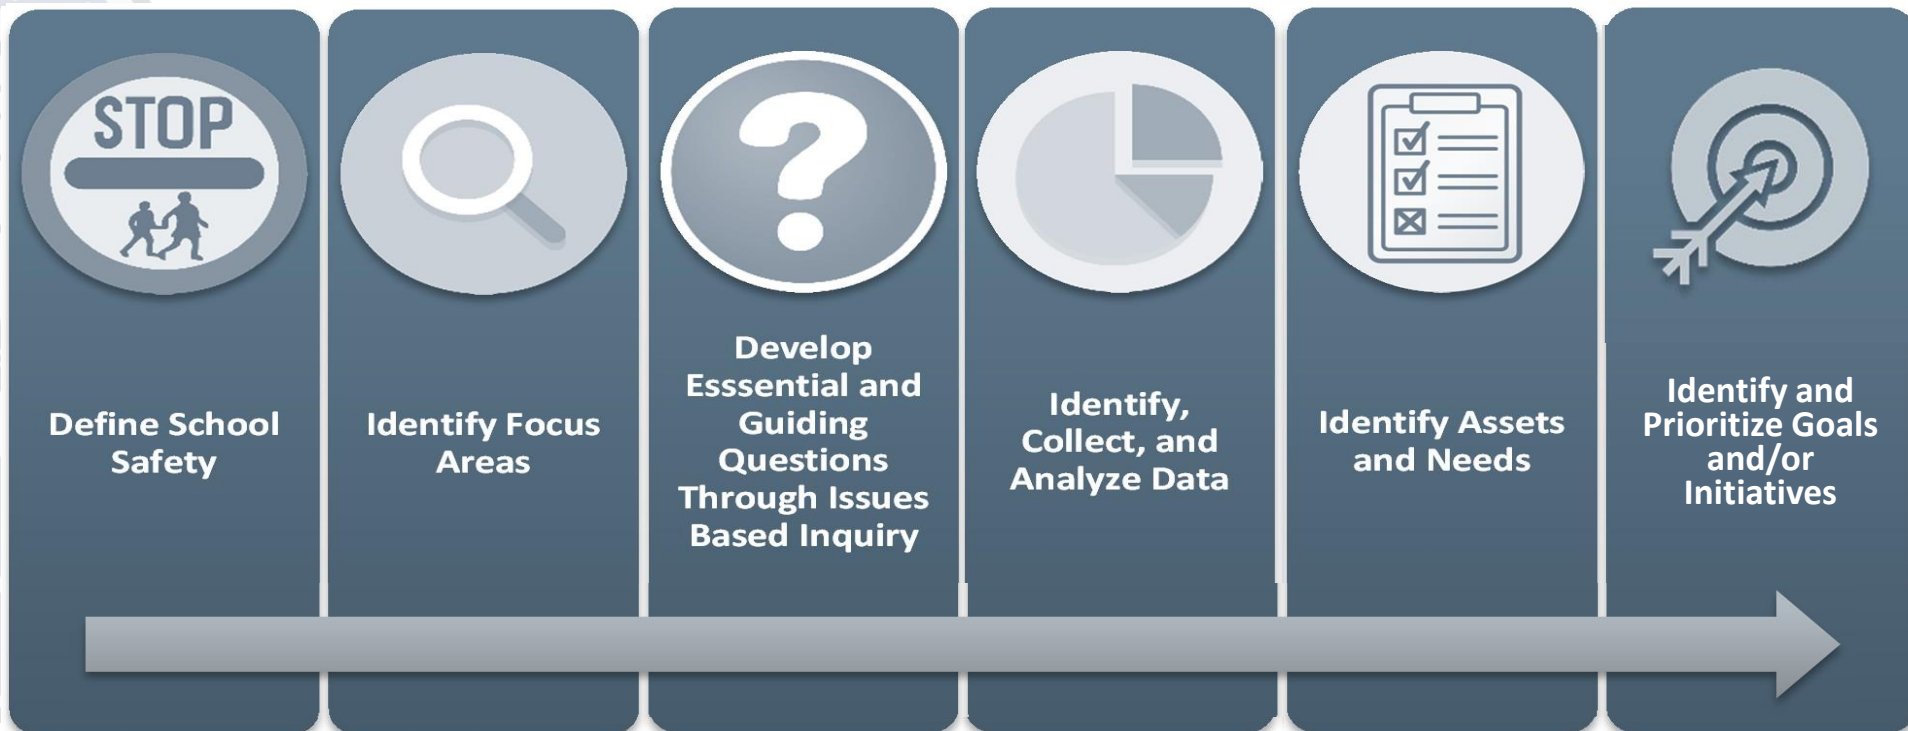 STOP
Define School
Safety
Identify Focus
Areas
Develop
Esssential and
Guiding
Questions
Through Issues
Based Inquiry
Identify,
Collect, and
Analyze Data
Identify Assets
and Needs
Identify and
Prioritize Goals
and/or
Initiatives